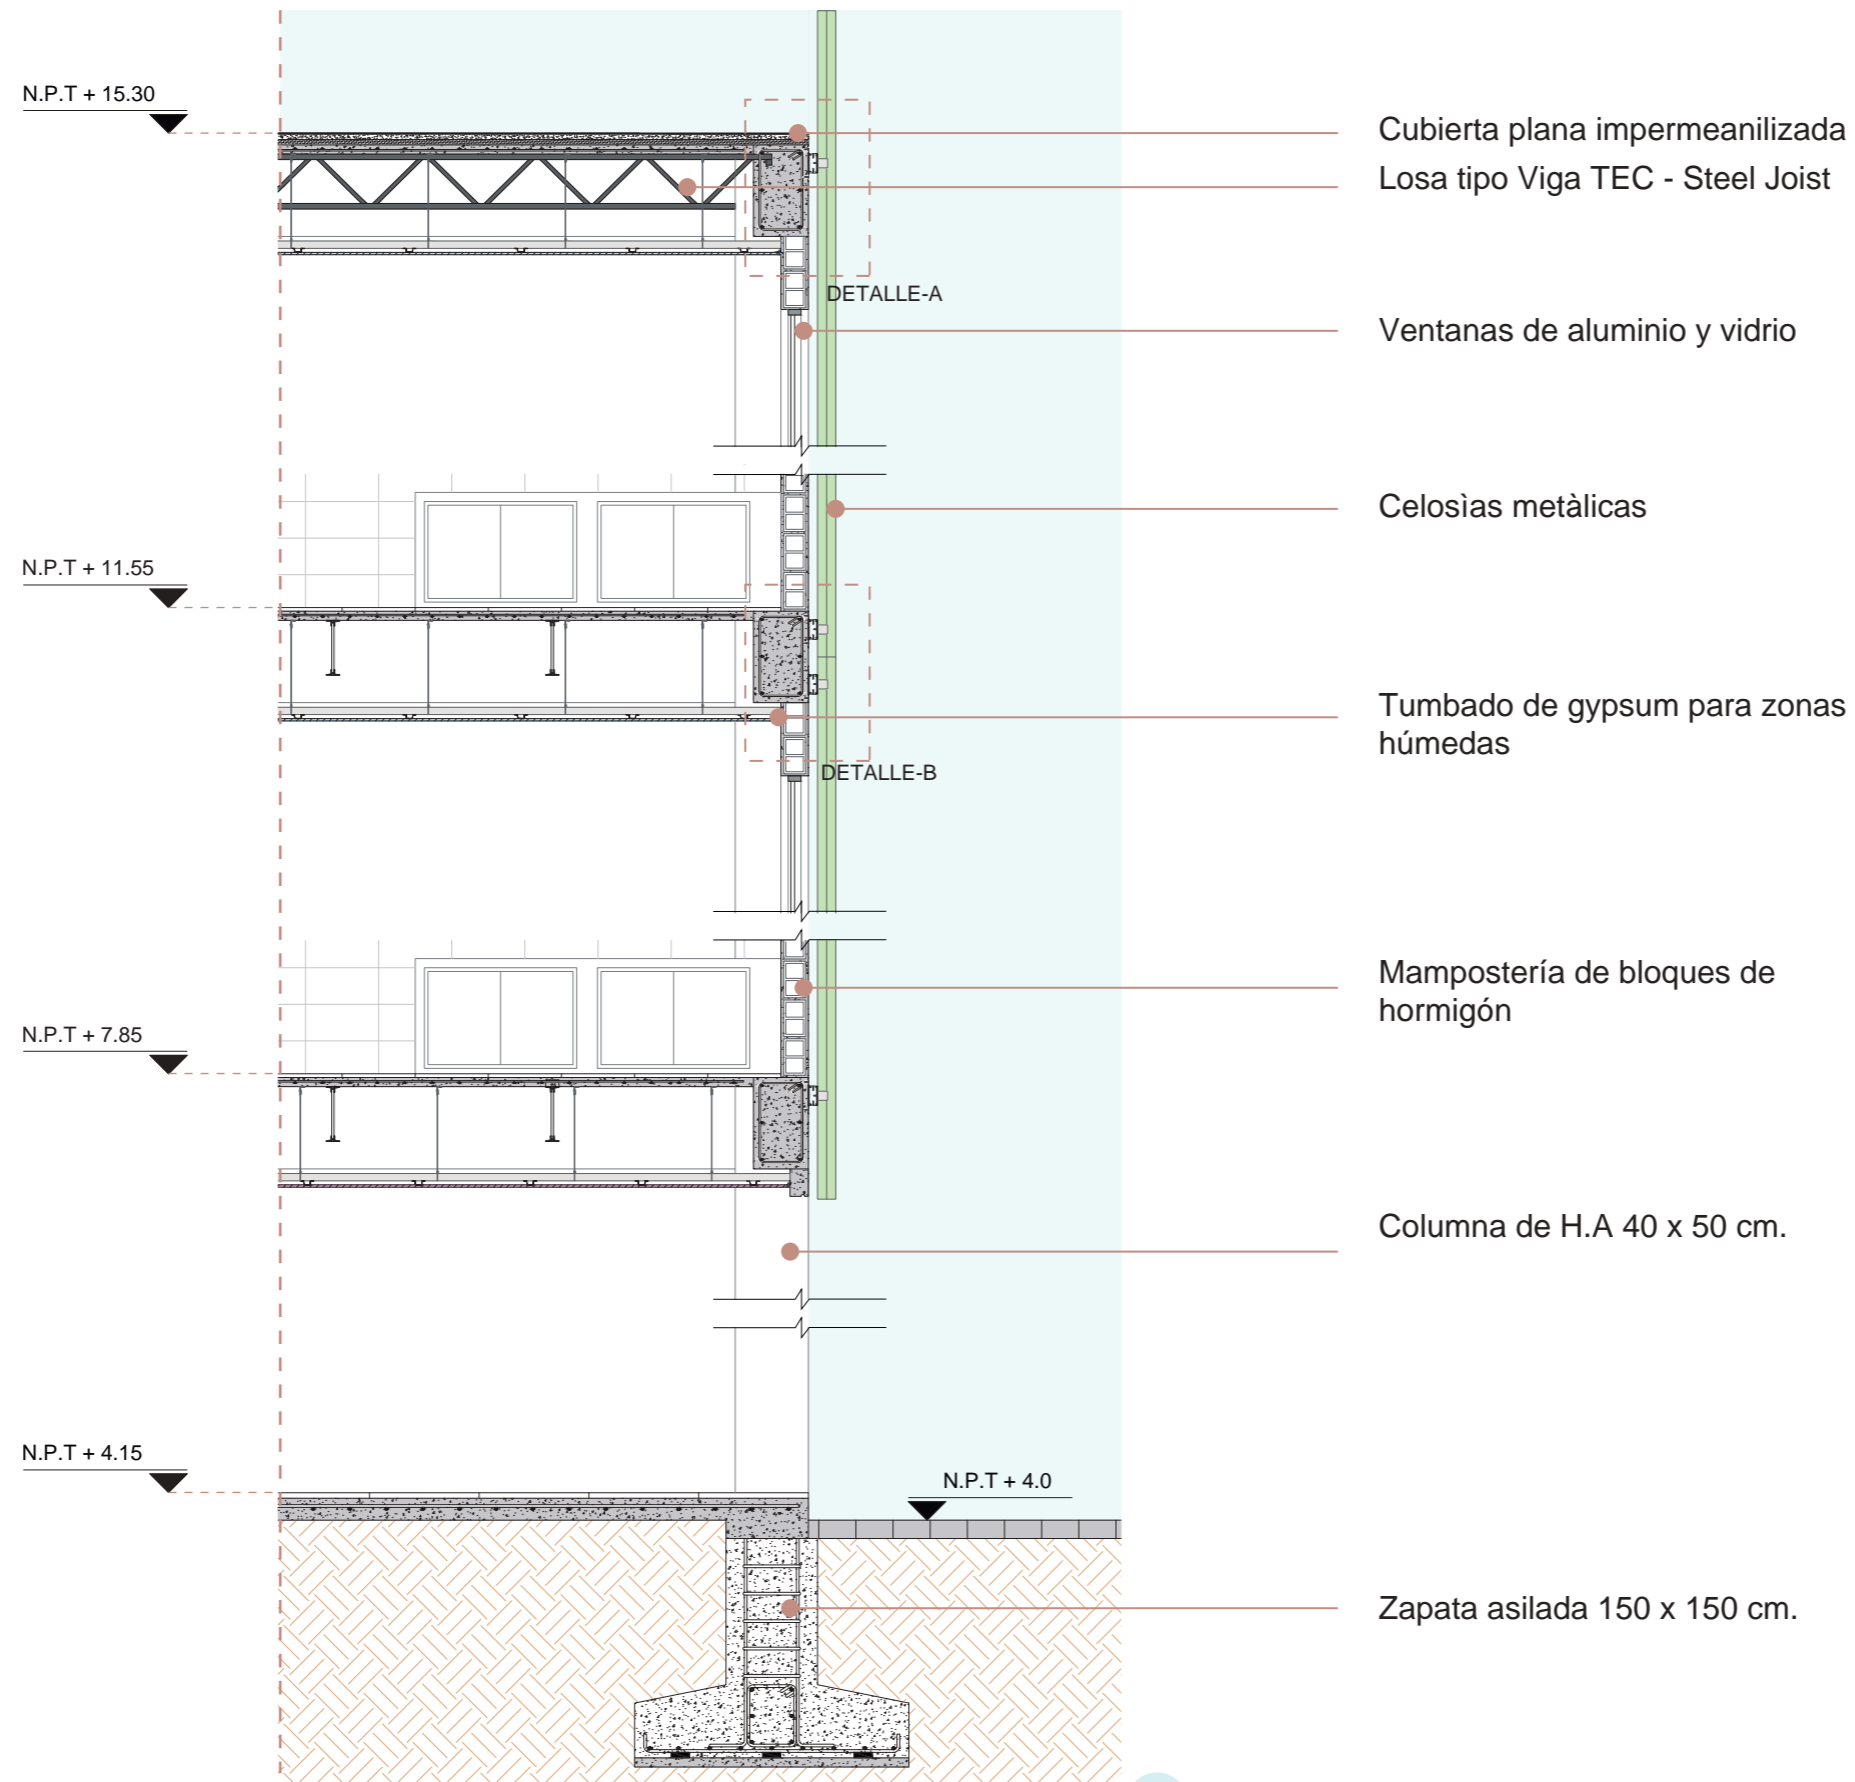 N.P.T + 15.30
Cubierta plana impermeanilizada
Losa tipo Viga TEC - Steel Joist
DETALLE-A
Ventanas de aluminio y vidrio
Celosìas metàlicas
N.P.T + 11.55
Tumbado de gypsum para zonas
húmedas
DETALLE-B
Mampostería de bloques de
hormigón
N.P.T + 7.85
Columna de H.A 40 x 50 cm.
N.P.T + 4.15
N.P.T + 4.0
Zapata asilada 150 x 150 cm.